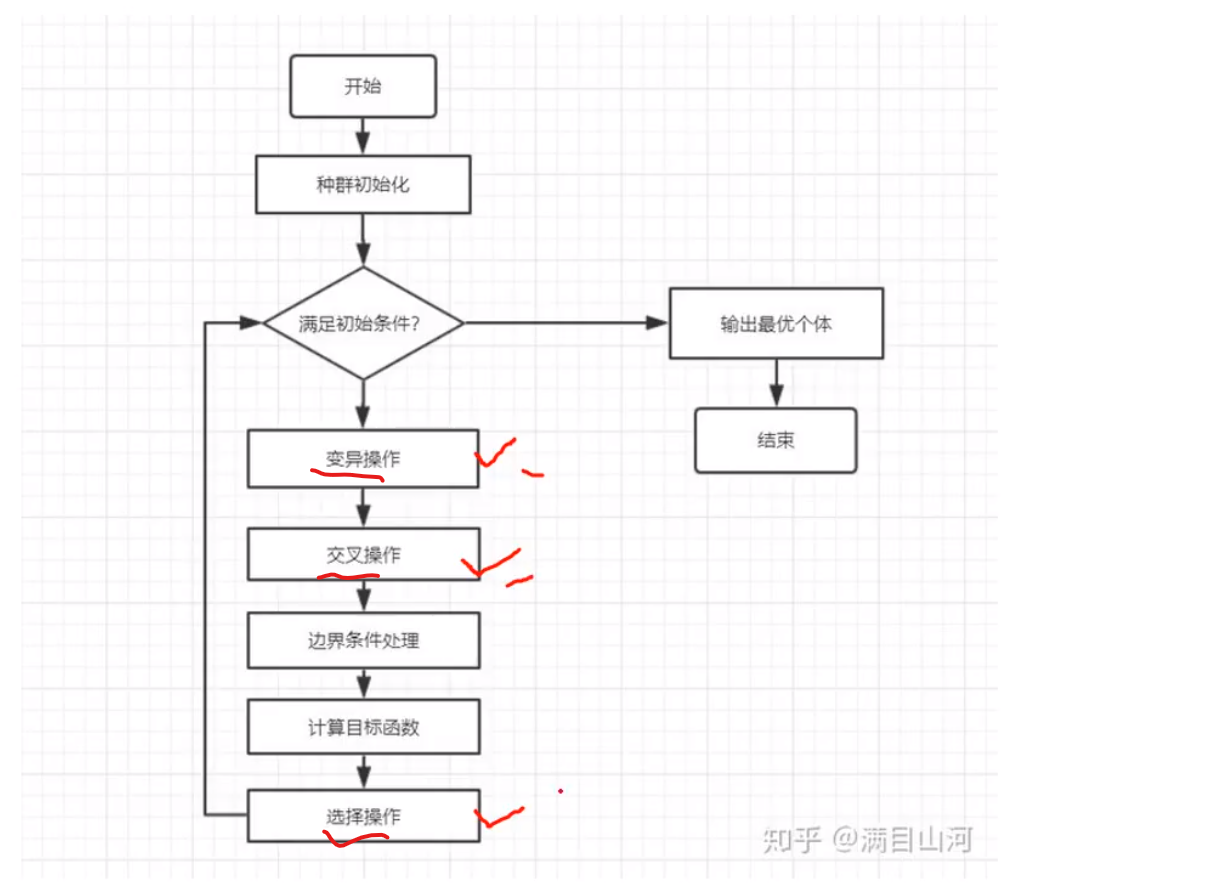 开始
种群初始化
满足初始条件?
输出最优个体
结束
变异操作
交叉操作
边界条件处理
计算目标函数
选择操作
知乎 @满目山河